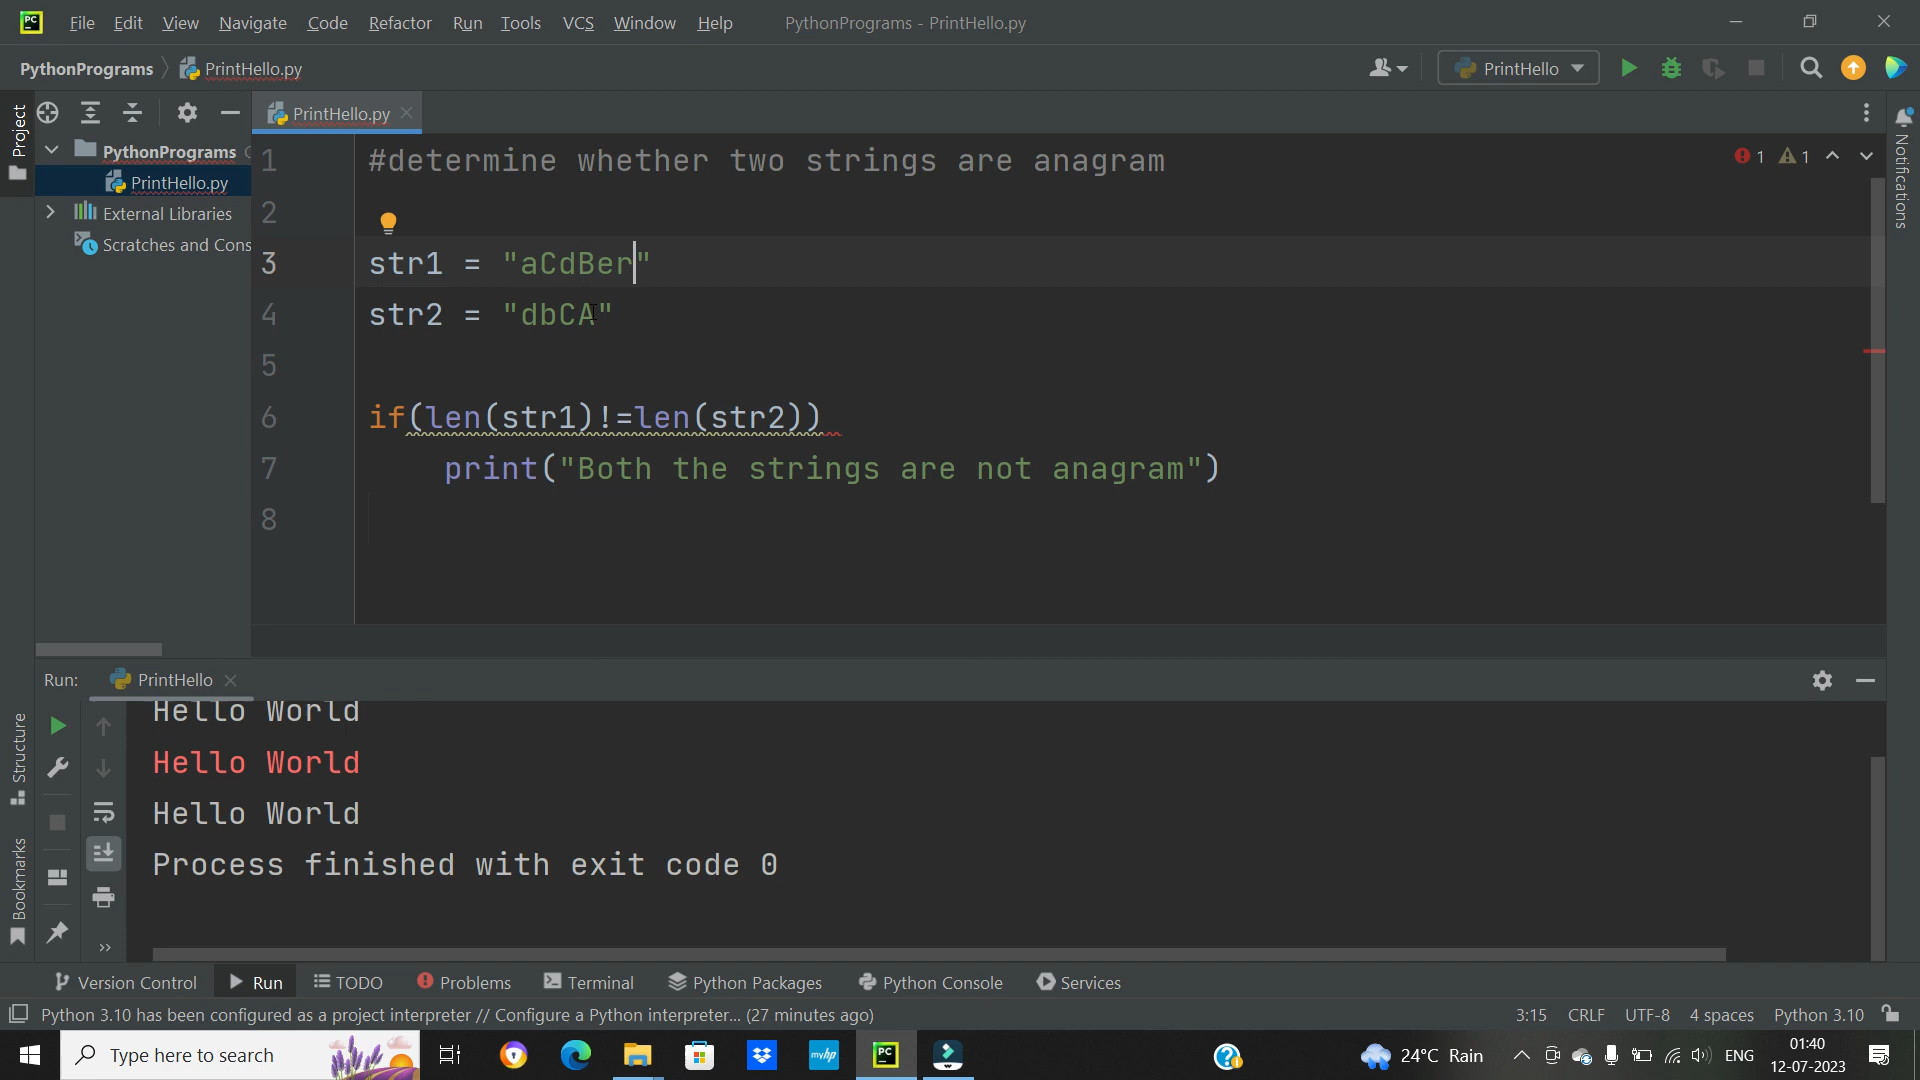 File Edit View Navigate Code Refactor Run Tools VCS Window Help PythonPrograms - PrintHello.py
PythonPrograms PrintHello.py PrintHello
Project
PrintHello.py
PythonPrograms
PrintHello.py
External Libraries
Scratches and Cons
1 #determine whether two strings are anagram
2
3 str1 = "aCdBer"
4 str2 = "dbCA"
5
6 if(len(str1)!=len(str2))
7 print("Both the strings are not anagram")
8
1 1
Notifications
Run: PrintHello
Hello World
Hello World
Hello World
Process finished with exit code 0
Structure
Bookmarks
Version Control Run TODO Problems Terminal Python Packages Python Console Services
Python 3.10 has been configured as a project interpreter // Configure a Python interpreter... (27 minutes ago) 3:15 CRLF UTF-8 4 spaces Python 3.10
Type here to search myhp PC 24°C Rain ENG 01:40
12-07-2023